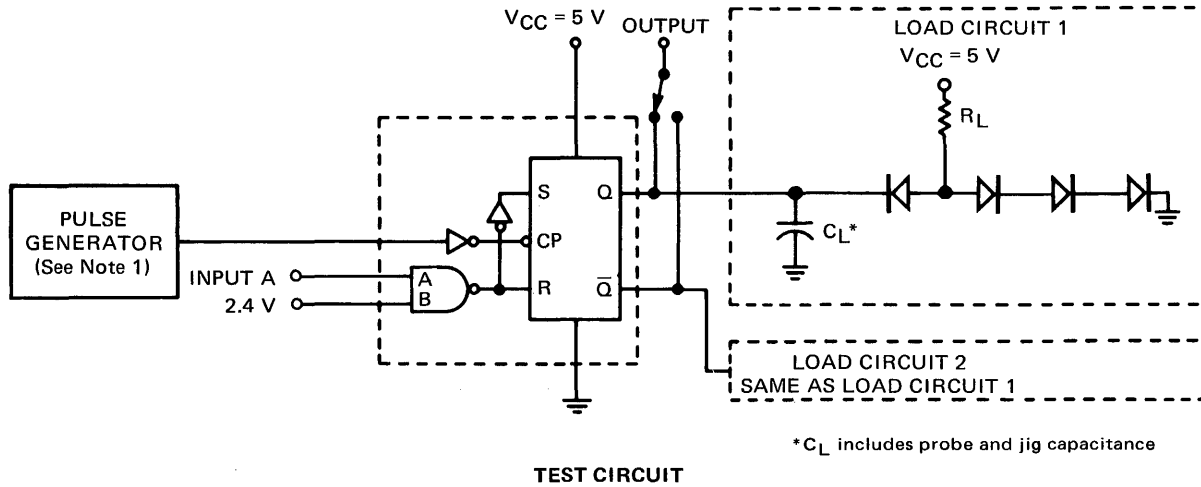 VCC = 5 V
OUTPUT
LOAD CIRCUIT 1
VCC = 5 V
RL
S
Q
PULSE
GENERATOR
(See Note 1)
CP
CL*
INPUT A
A
2.4 V
B
R
Q̅
LOAD CIRCUIT 2
SAME AS LOAD CIRCUIT 1
*CL includes probe and jig capacitance
TEST CIRCUIT